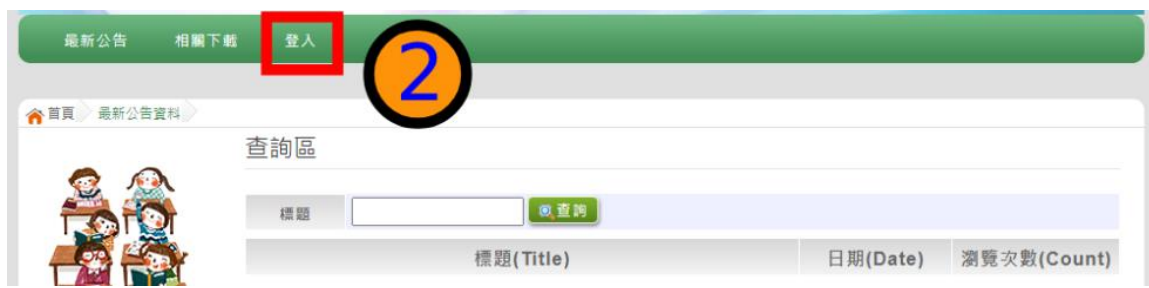 最新公告 相關下載 登入
2
首頁 最新公告資料
查詢區
標題 查詢
標題(Title) 日期(Date) 瀏覽次數(Count)